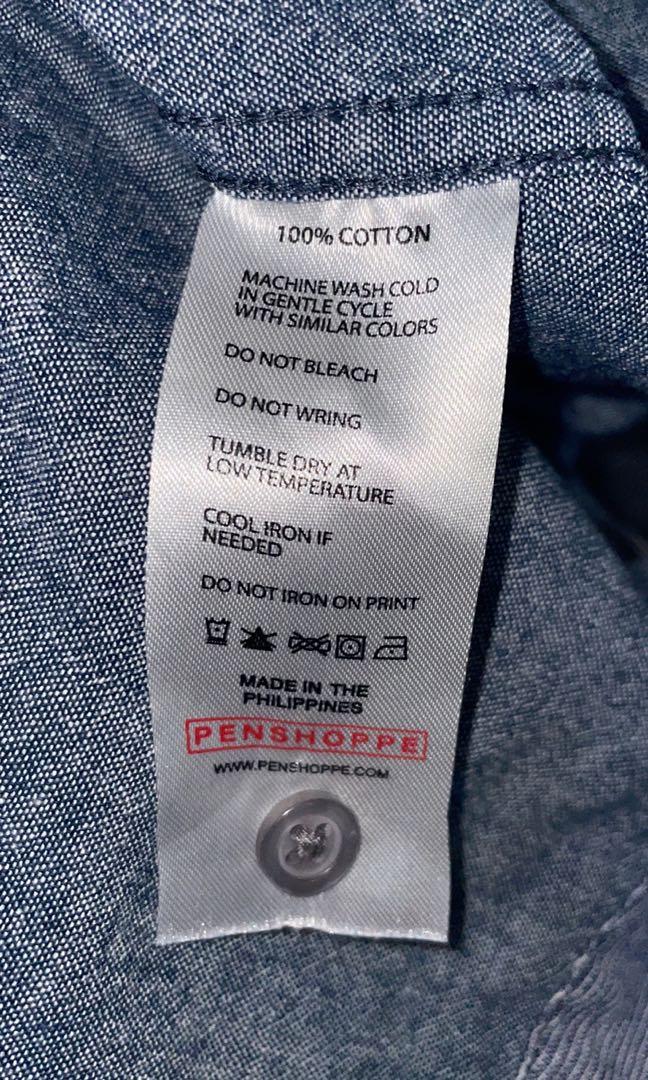 100% COTTON
MACHINE WASH COLD
IN GENTLE CYCLE
WITH SIMILAR COLORS
DO NOT BLEACH
DO NOT WRING
TUMBLE DRY AT
LOW TEMPERATURE
COOL IRON IF
NEEDED
DO NOT IRON ON PRINT
MADE IN THE
PHILIPPINES
PENSHOPPE
WWW.PENSHOPPE.COM